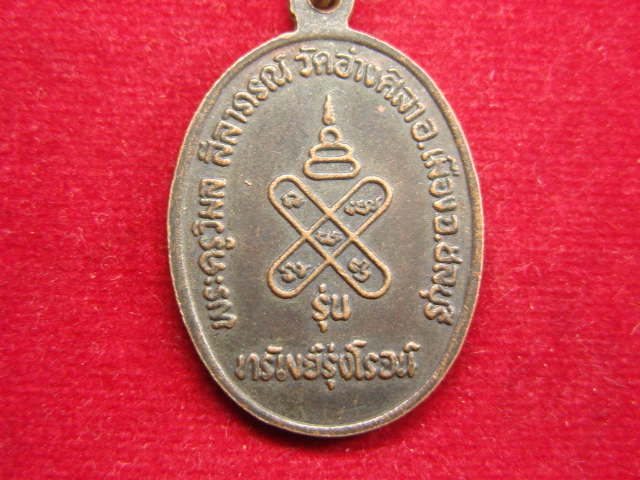 พระครูวิมล สีลาภรณ์ วัดอ่างศิลา อ.เมือง จ.ชลบุรี
รุ่น
ทรัพย์รุ่งโรจน์